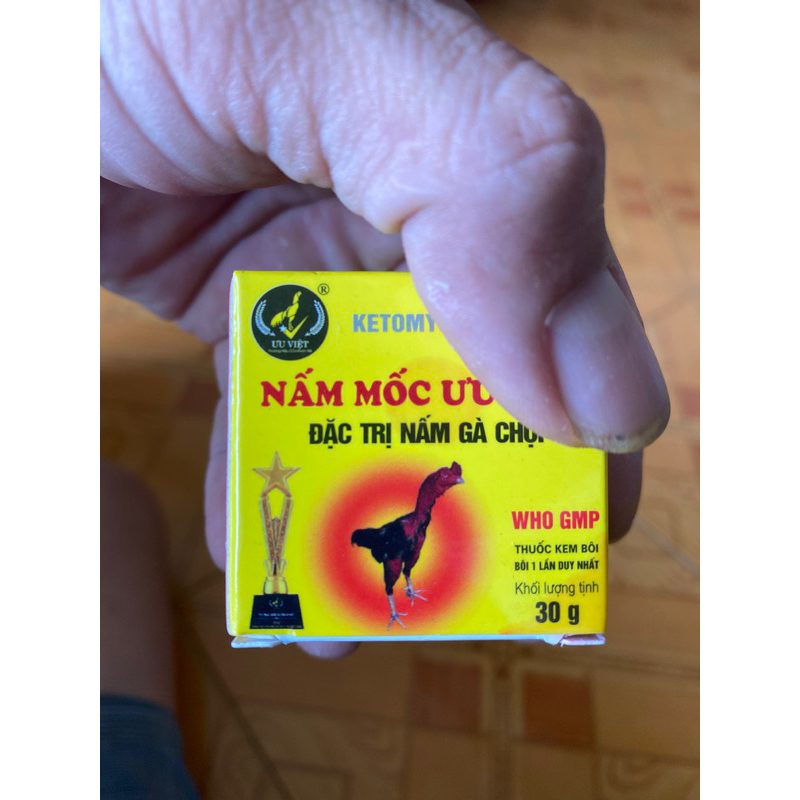 ®
ƯU VIỆT
KETOMY
NẤM MỐC ƯU
ĐẶC TRỊ NẤM GÀ CHỌI
WHO GMP
THUỐC KEM BÔI
BÔI 1 LẦN DUY NHẤT
Khối lượng tịnh
30 g